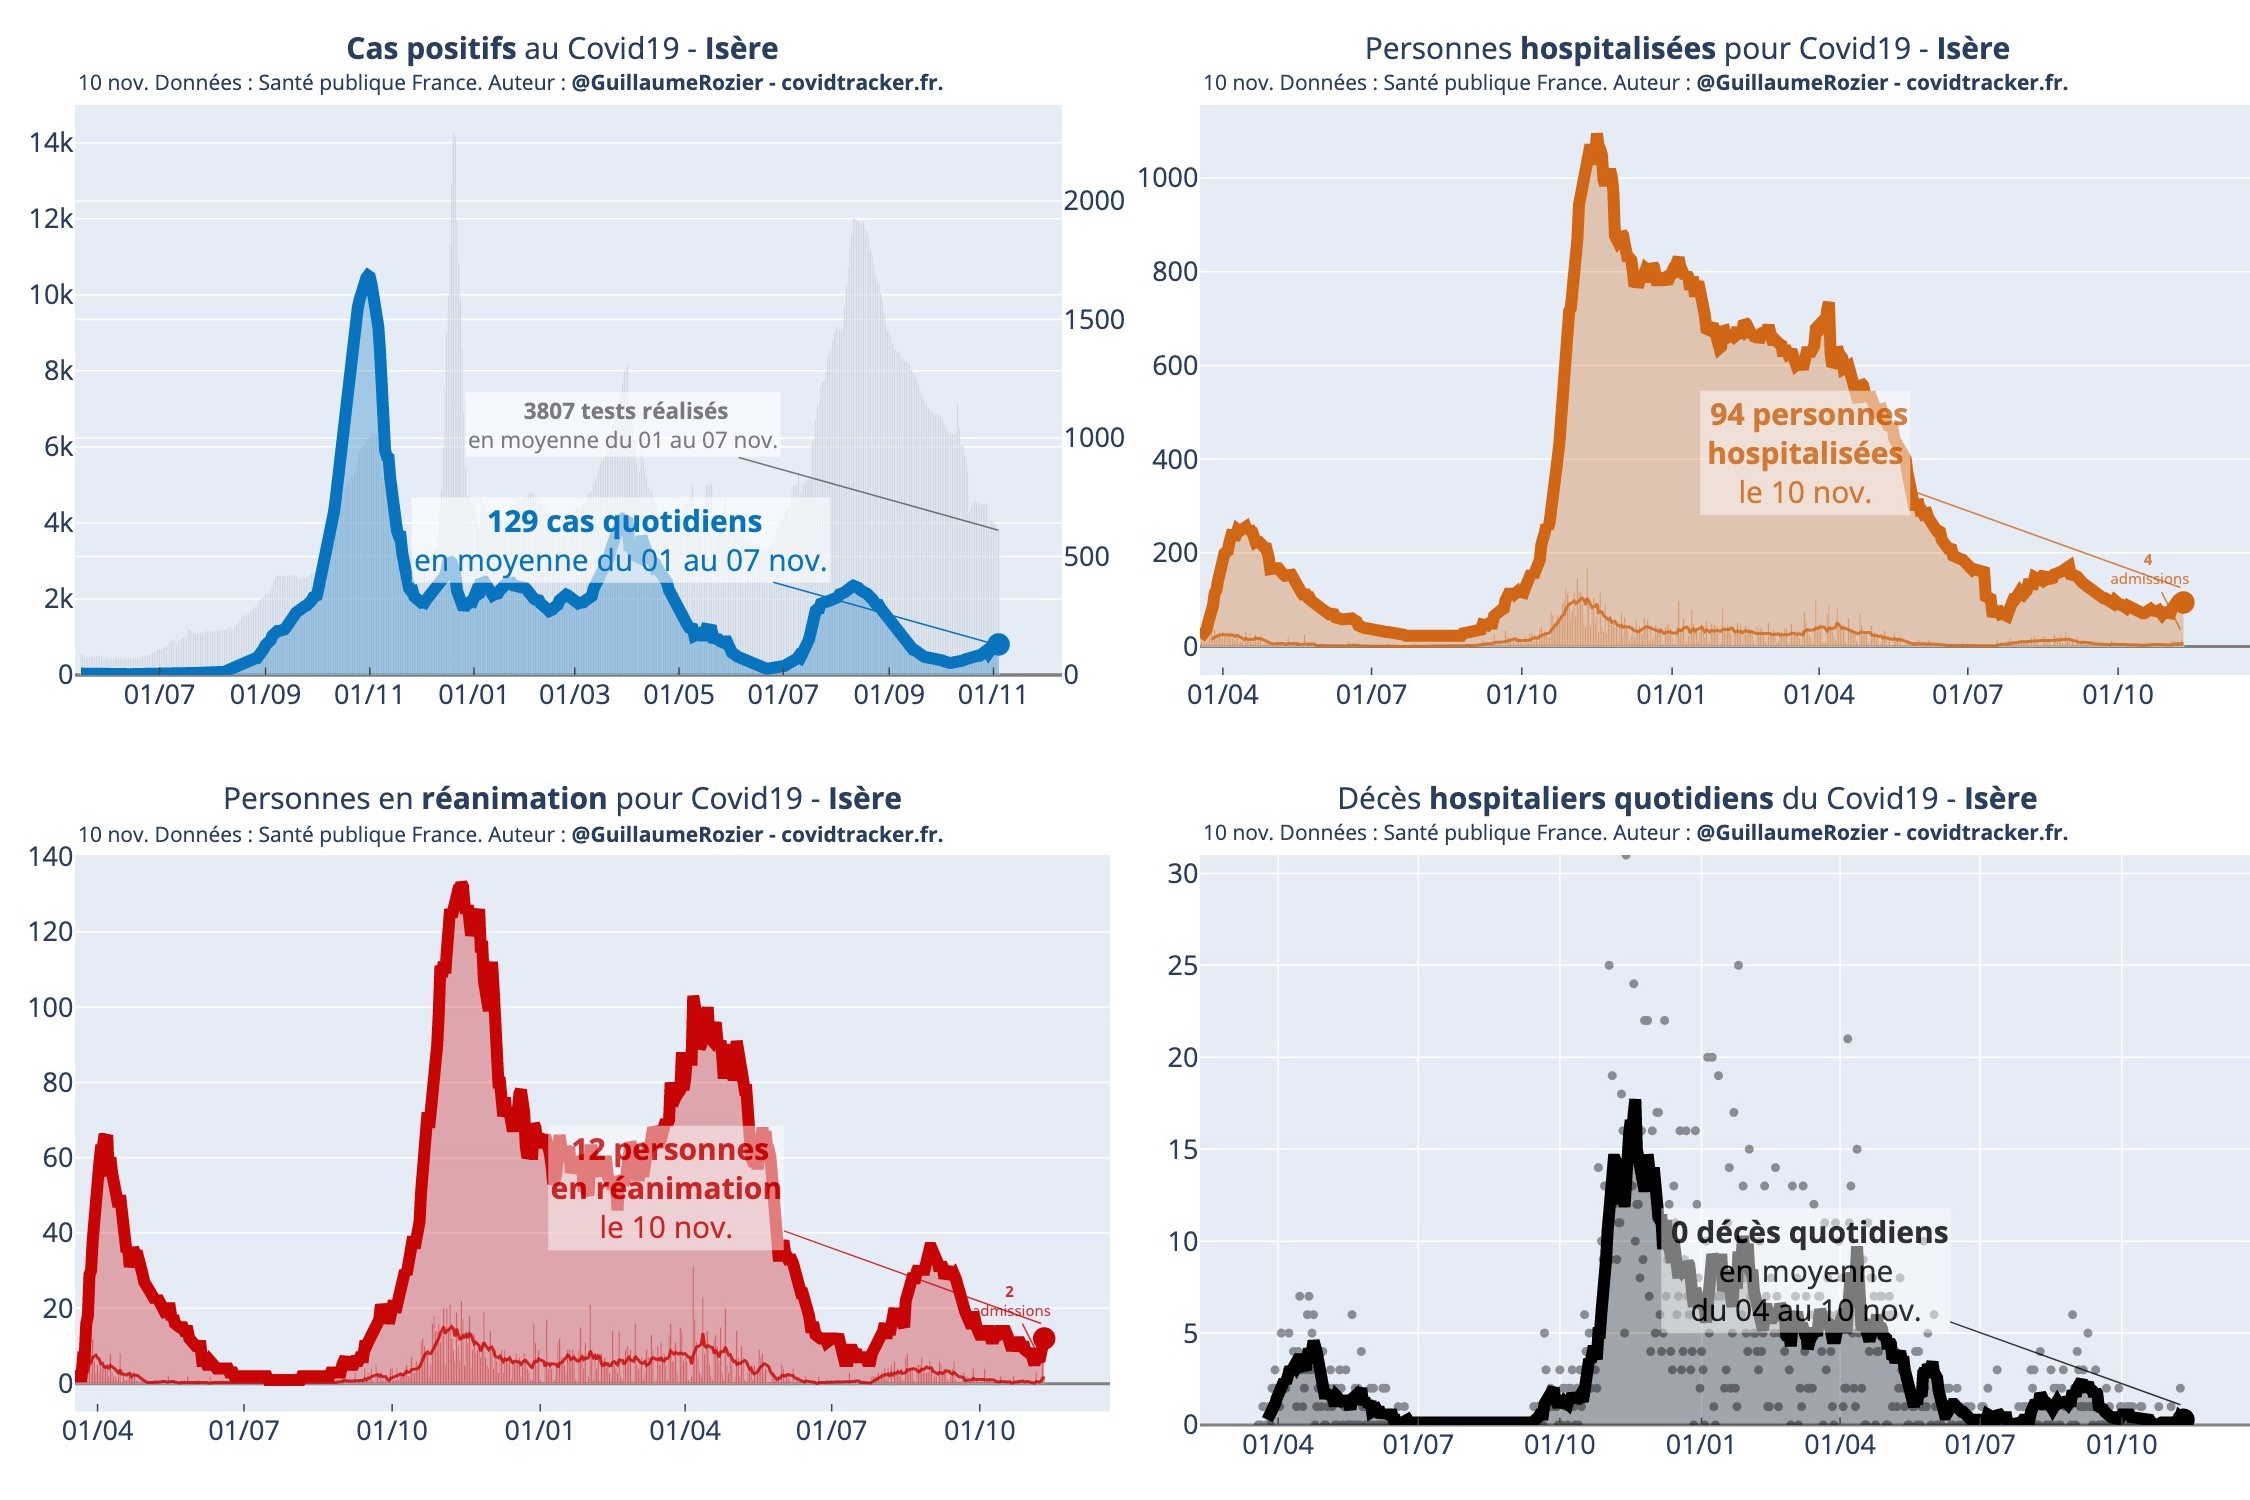 Cas positifs au Covid19 - Isère
10 nov. Données : Santé publique France. Auteur : @GuillaumeRozier - covidtracker.fr.
14k
12k
10k
8k
6k
4k
2k
0
2000
1500
1000
500
0
3807 tests réalisés
en moyenne du 01 au 07 nov.
129 cas quotidiens
en moyenne du 01 au 07 nov.
01/07 01/09 01/11 01/01 01/03 01/05 01/07 01/09 01/11
Personnes hospitalisées pour Covid19 - Isère
10 nov. Données : Santé publique France. Auteur : @GuillaumeRozier - covidtracker.fr.
1000
800
600
400
200
0
94 personnes
hospitalisées
le 10 nov.
4
admissions
01/04 01/07 01/10 01/01 01/04 01/07 01/10
Personnes en réanimation pour Covid19 - Isère
10 nov. Données : Santé publique France. Auteur : @GuillaumeRozier - covidtracker.fr.
140
120
100
80
60
40
20
0
12 personnes
en réanimation
le 10 nov.
2
admissions
01/04 01/07 01/10 01/01 01/04 01/07 01/10
Décès hospitaliers quotidiens du Covid19 - Isère
10 nov. Données : Santé publique France. Auteur : @GuillaumeRozier - covidtracker.fr.
30
25
20
15
10
5
0
0 décès quotidiens
en moyenne
du 04 au 10 nov.
01/04 01/07 01/10 01/01 01/04 01/07 01/10